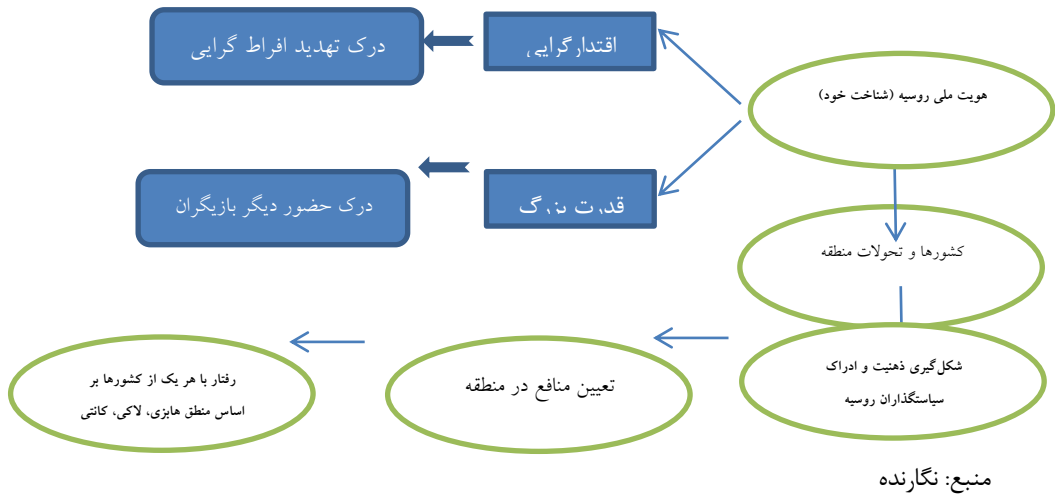 هویت ملی روسیه (شناخت خود)
اقتدارگرایی
درک تهدید افراط گرایی
قدرت بزرگ
درک حضور دیگر بازیگران
کشورها و تحولات منطقه
شکل‌گیری ذهنیت و ادراک
سیاستگذاران روسیه
تعیین منافع در منطقه
رفتار با هر یک از کشورها بر
اساس منطق هابزی، لاکی، کانتی
منبع: نگارنده